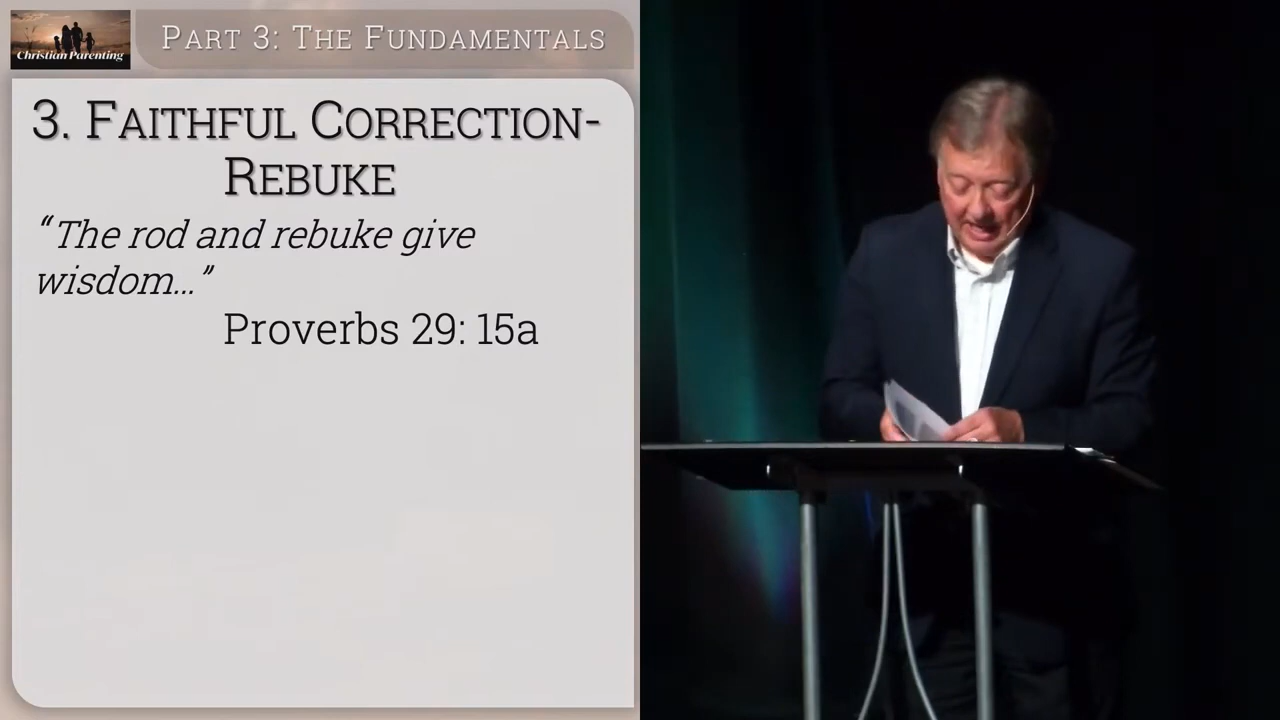 Christian Parenting
Part 3: The Fundamentals
3. Faithful Correction-
Rebuke
“The rod and rebuke give
wisdom...”
Proverbs 29: 15a